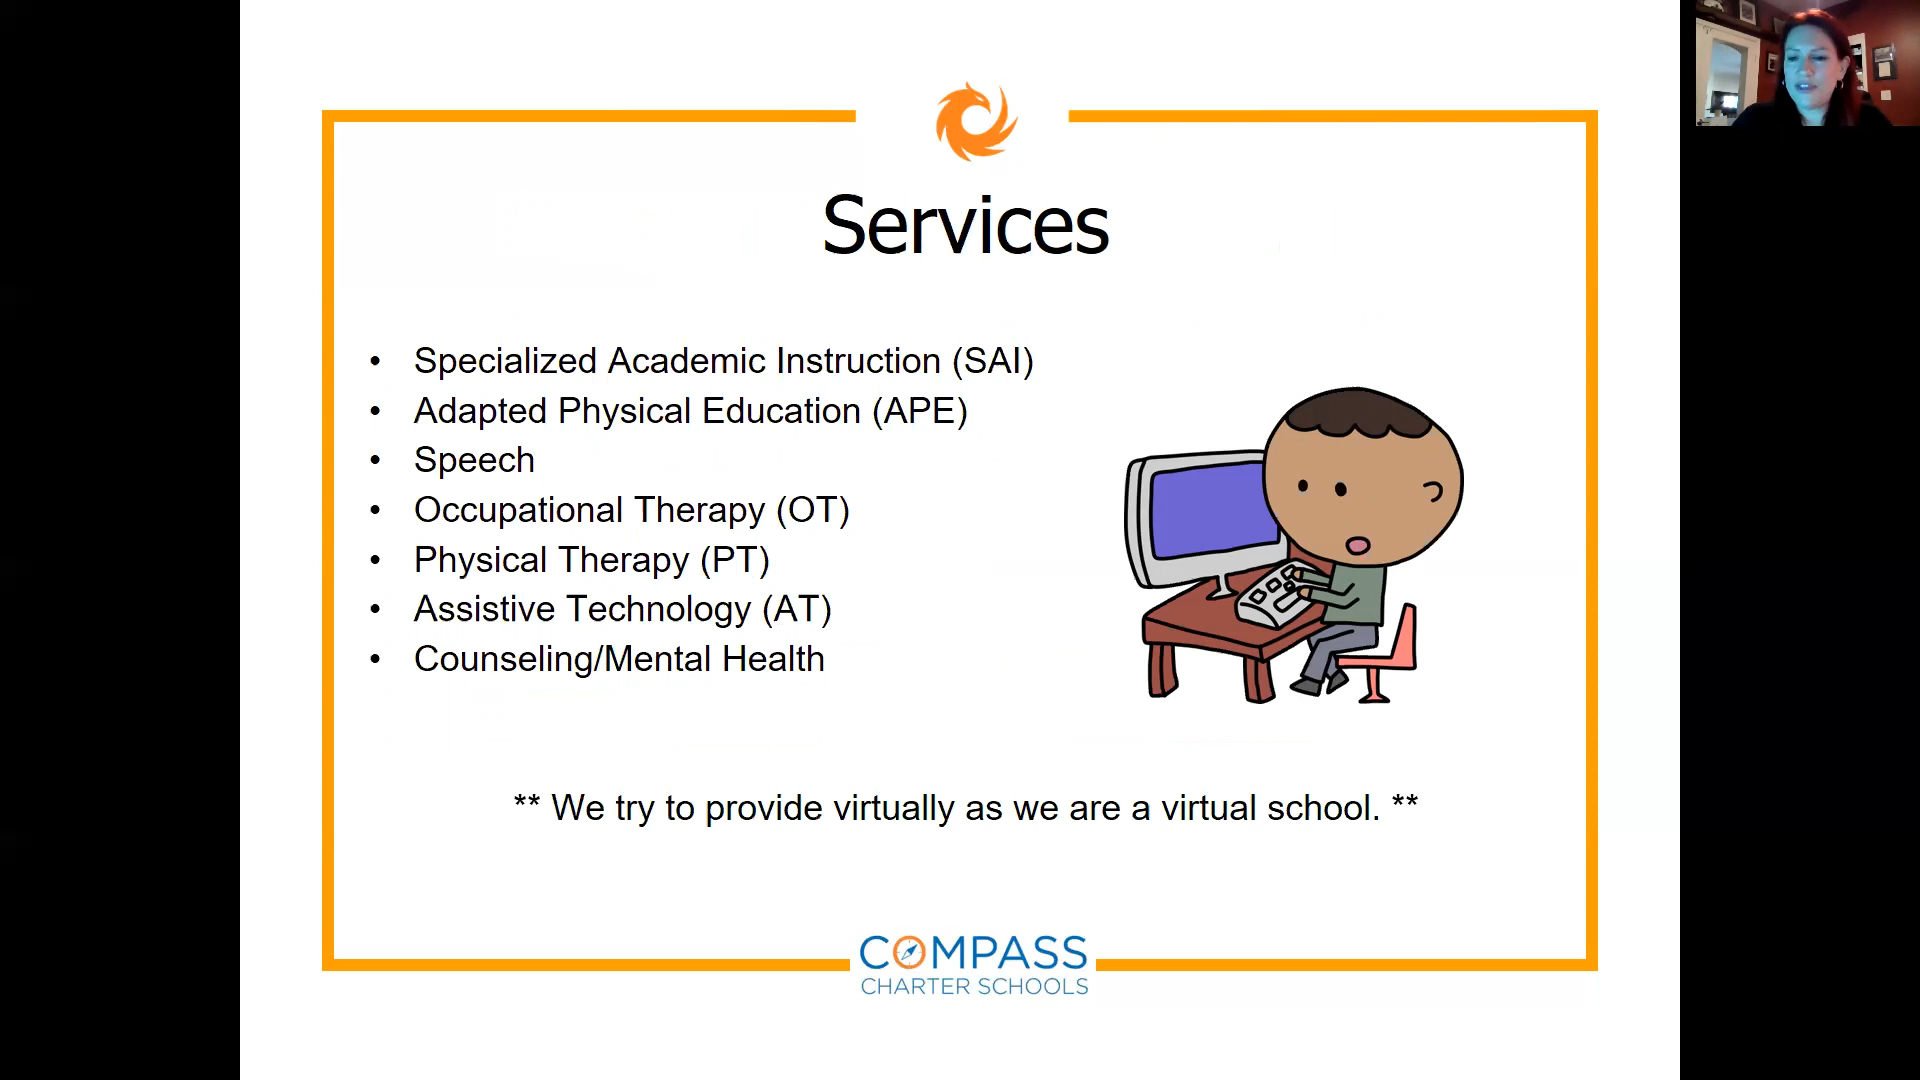 Services
• Specialized Academic Instruction (SAI)
• Adapted Physical Education (APE)
• Speech
• Occupational Therapy (OT)
• Physical Therapy (PT)
• Assistive Technology (AT)
• Counseling/Mental Health
** We try to provide virtually as we are a virtual school. **
COMPASS
CHARTER SCHOOLS